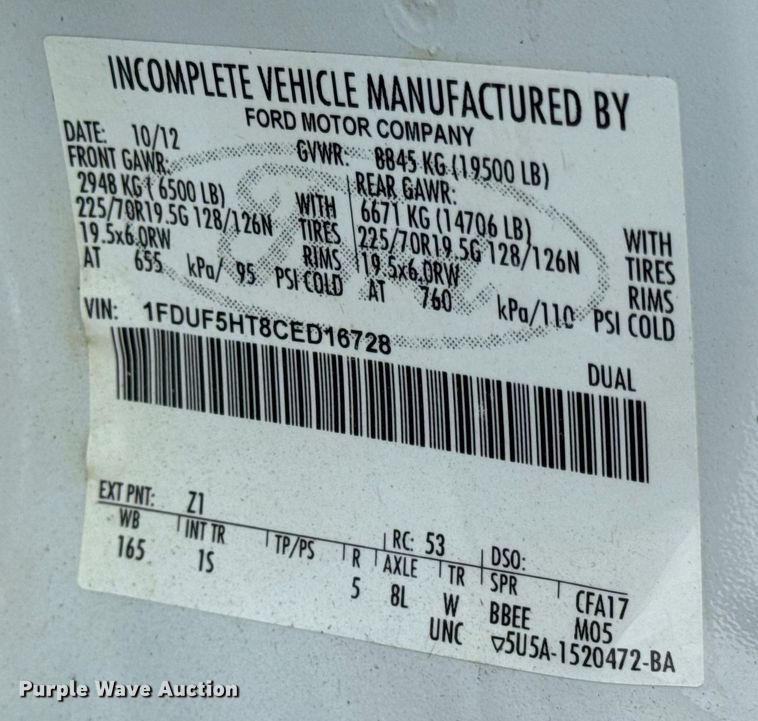 INCOMPLETE VEHICLE MANUFACTURED BY
FORD MOTOR COMPANY
DATE: 10/12 GVWR: 8845 KG (19500 LB)
FRONT GAWR: REAR GAWR:
2948 KG ( 6500 LB) WITH 6671 KG (14706 LB) WITH
225/70R19.5G 128/126N TIRES 225/70R19.5G 128/126N TIRES
19.5x6.0RW RIMS 19.5x6.0RW RIMS
AT 655 kPa/ 95 PSI COLD AT 760 kPa/110 PSI COLD
VIN: 1FDUF5HT8CED16728
DUAL
EXT PNT: Z1 RC: 53 DSO:
WB INT TR TP/PS R AXLE TR SPR CFA17
165 1S 5 8L W BBEE M05
UNC ▽5U5A-1520472-BA
Purple Wave Auction